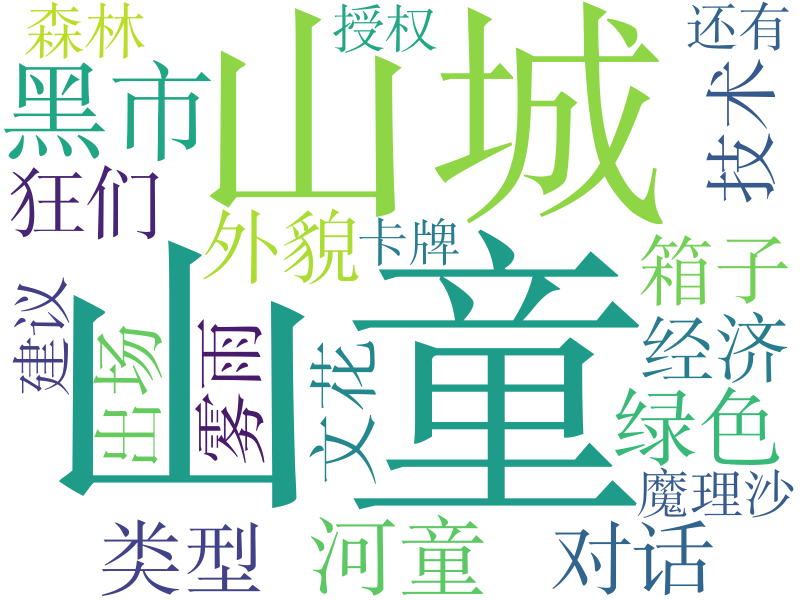 森林
授权
还有
山城
黑市
技术
狂们
外貌
卡牌
箱子
山童
建议
出场
雾雨
文花
经济
绿色
魔理沙
类型
河童
对话